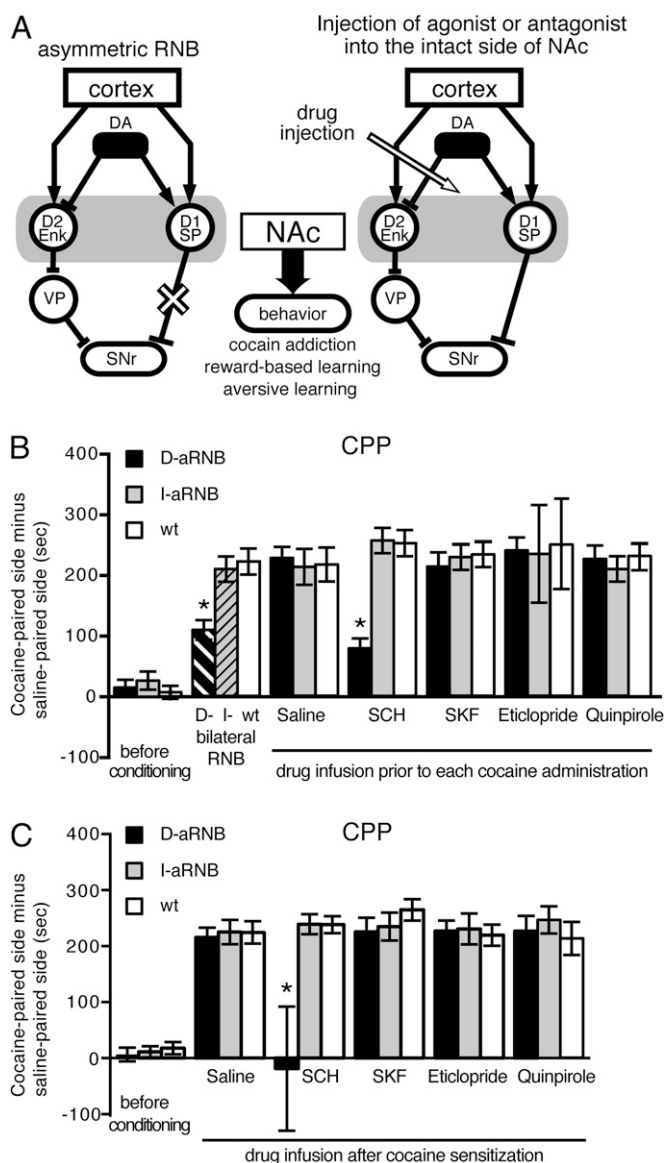 A
asymmetric RNB
Injection of agonist or antagonist
into the intact side of NAc
cortex
DA
D2
Enk
D1
SP
VP
SNr
NAc
behavior
cocain addiction
reward-based learning
aversive learning
drug
injection
cortex
DA
D2
Enk
D1
SP
VP
SNr
B
CPP
Cocaine-paired side minus
saline-paired side (sec)
400
300
200
100
0
-100
D-aRNB
I-aRNB
wt
*
*
before
conditioning
D- I- wt
bilateral
RNB
Saline
SCH
SKF
Eticlopride
Quinpirole
drug infusion prior to each cocaine administration
C
CPP
Cocaine-paired side minus
saline-paired side (sec)
400
300
200
100
0
-100
D-aRNB
I-aRNB
wt
*
before
conditioning
Saline
SCH
SKF
Eticlopride
Quinpirole
drug infusion after cocaine sensitization